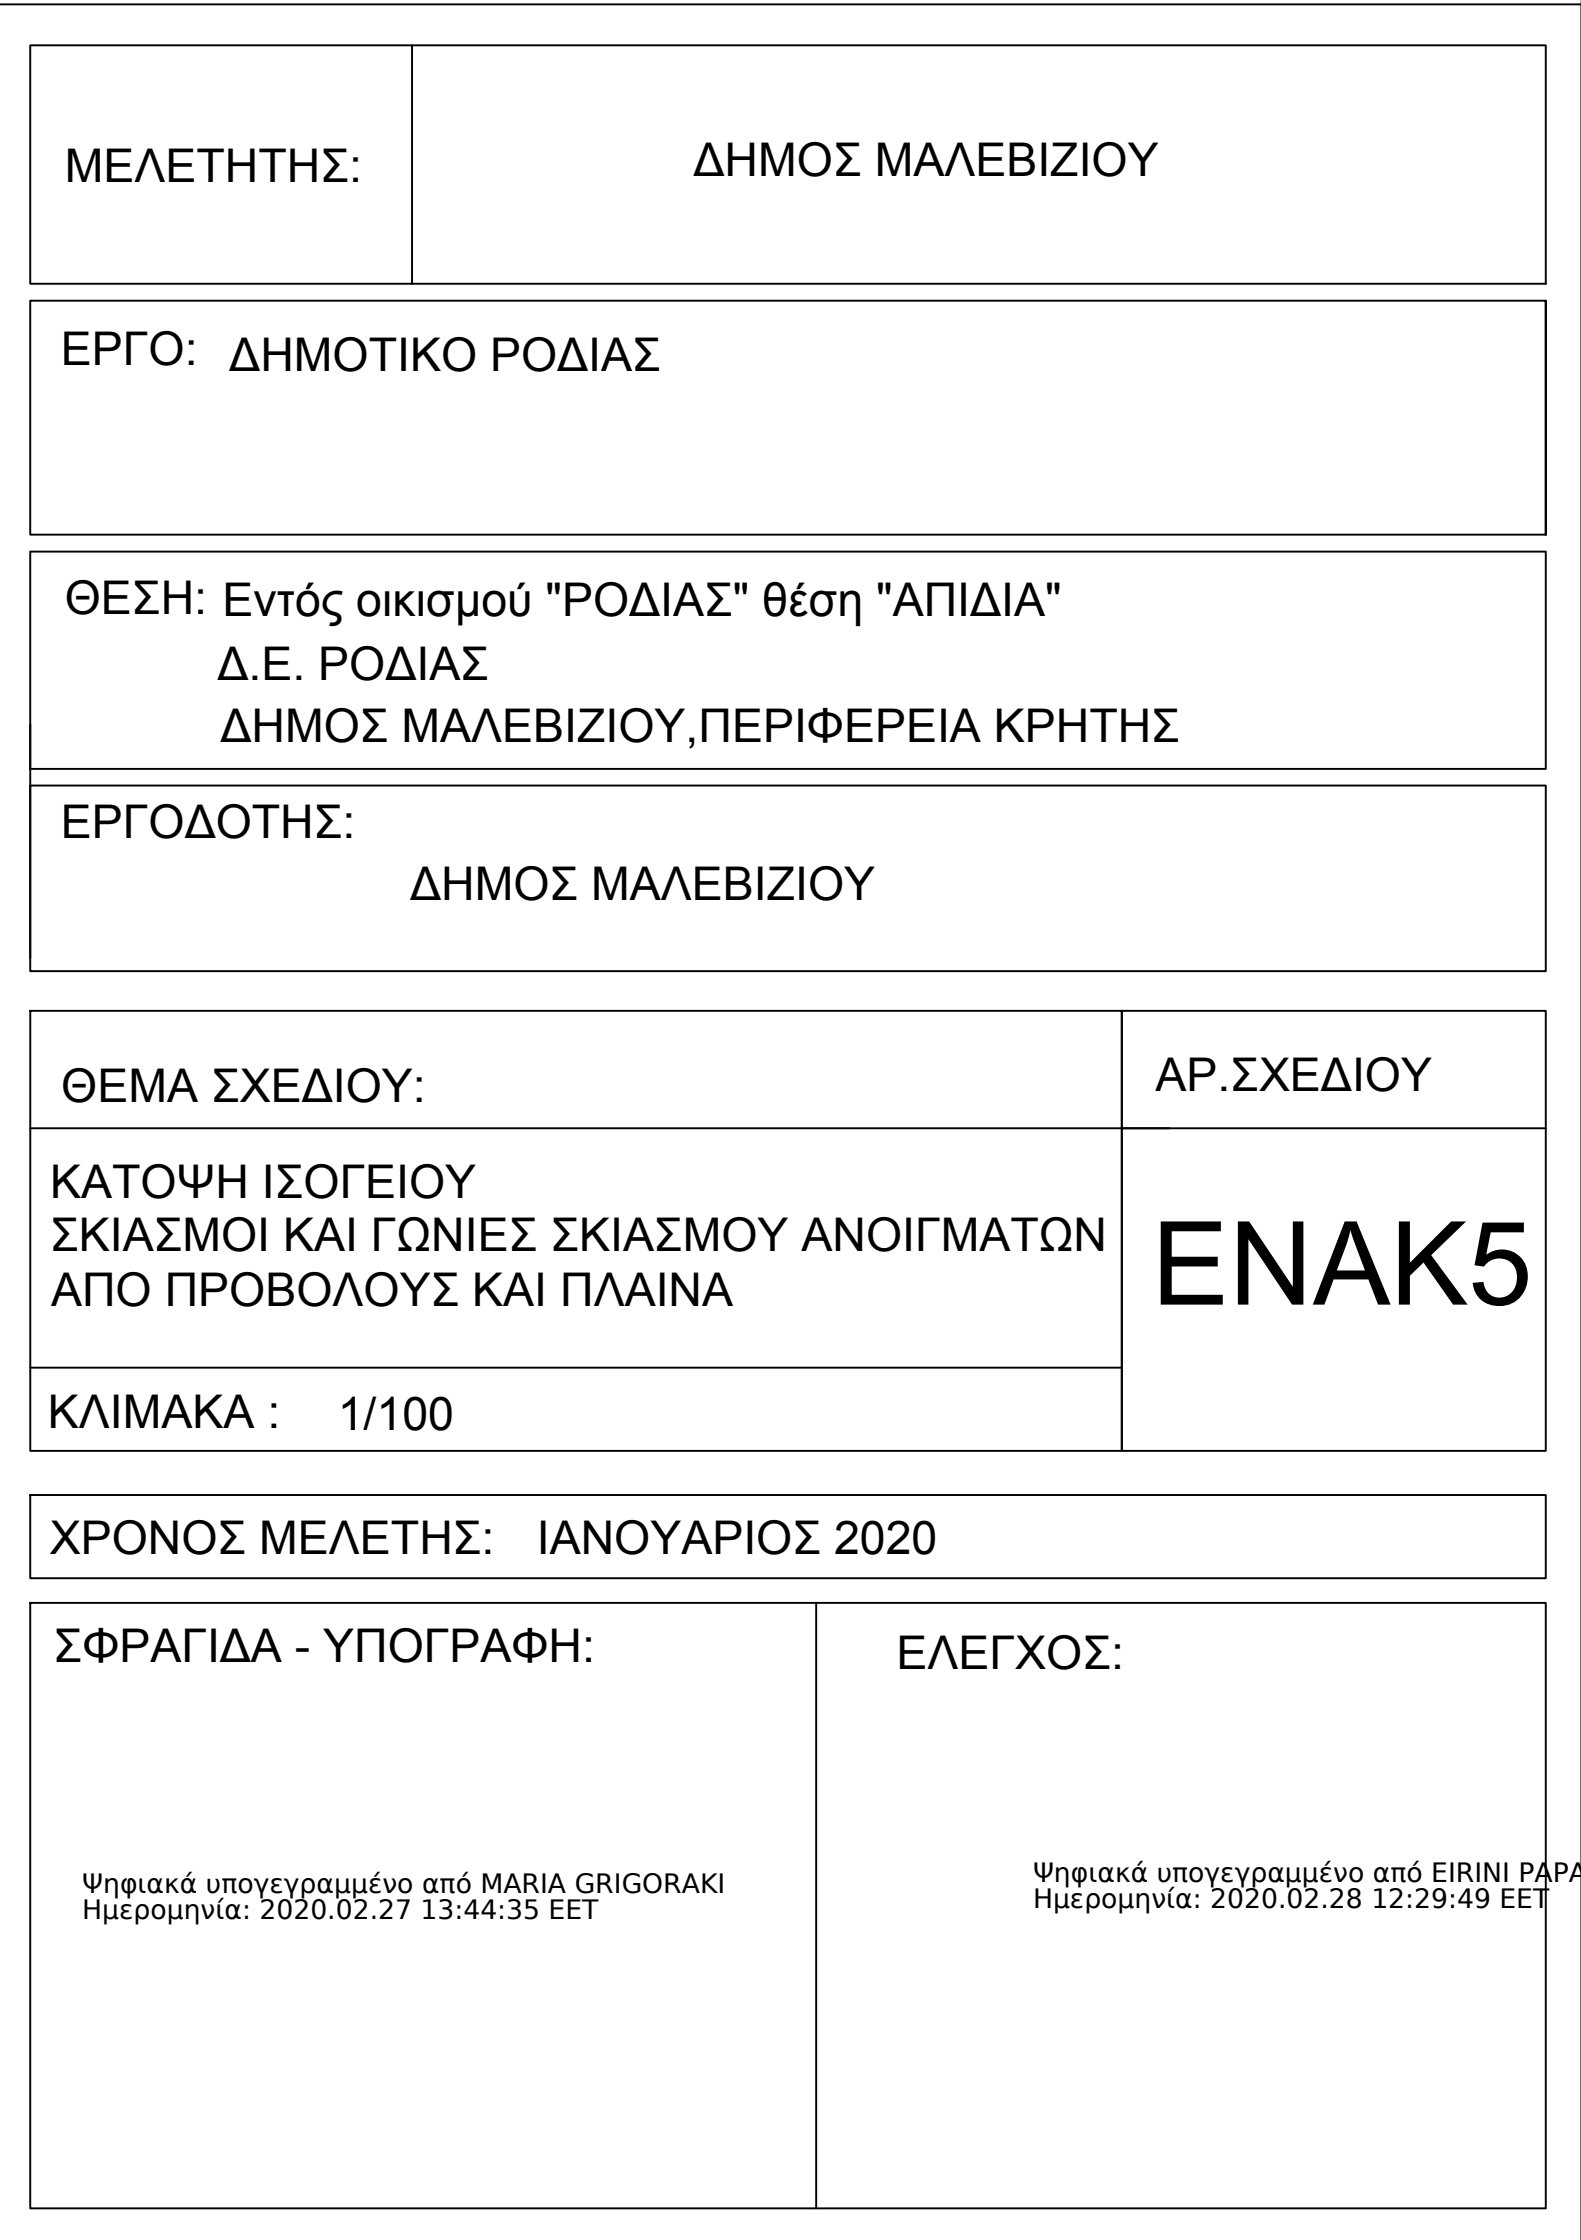 ΜΕΛΕΤΗΤΗΣ: ΔΗΜΟΣ ΜΑΛΕΒΙΖΙΟΥ
ΕΡΓΟ: ΔΗΜΟΤΙΚΟ ΡΟΔΙΑΣ
ΘΕΣΗ: Εντός οικισμού "ΡΟΔΙΑΣ" θέση "ΑΠΙΔΙΑ"
Δ.Ε. ΡΟΔΙΑΣ
ΔΗΜΟΣ ΜΑΛΕΒΙΖΙΟΥ,ΠΕΡΙΦΕΡΕΙΑ ΚΡΗΤΗΣ
ΕΡΓΟΔΟΤΗΣ:
ΔΗΜΟΣ ΜΑΛΕΒΙΖΙΟΥ
ΘΕΜΑ ΣΧΕΔΙΟΥ:
ΑΡ.ΣΧΕΔΙΟΥ
ΚΑΤΟΨΗ ΙΣΟΓΕΙΟΥ
ΣΚΙΑΣΜΟΙ ΚΑΙ ΓΩΝΙΕΣ ΣΚΙΑΣΜΟΥ ΑΝΟΙΓΜΑΤΩΝ
ΑΠΟ ΠΡΟΒΟΛΟΥΣ ΚΑΙ ΠΛΑΙΝΑ
ΕΝΑΚ5
ΚΛΙΜΑΚΑ : 1/100
ΧΡΟΝΟΣ ΜΕΛΕΤΗΣ: ΙΑΝΟΥΑΡΙΟΣ 2020
ΣΦΡΑΓΙΔΑ - ΥΠΟΓΡΑΦΗ:
ΕΛΕΓΧΟΣ:
Ψηφιακά υπογεγραμμένο από MARIA GRIGORAKI
Ημερομηνία: 2020.02.27 13:44:35 EET
Ψηφιακά υπογεγραμμένο από EIRINI
Ημερομηνία: 2020.02.28 12:29:49 EET